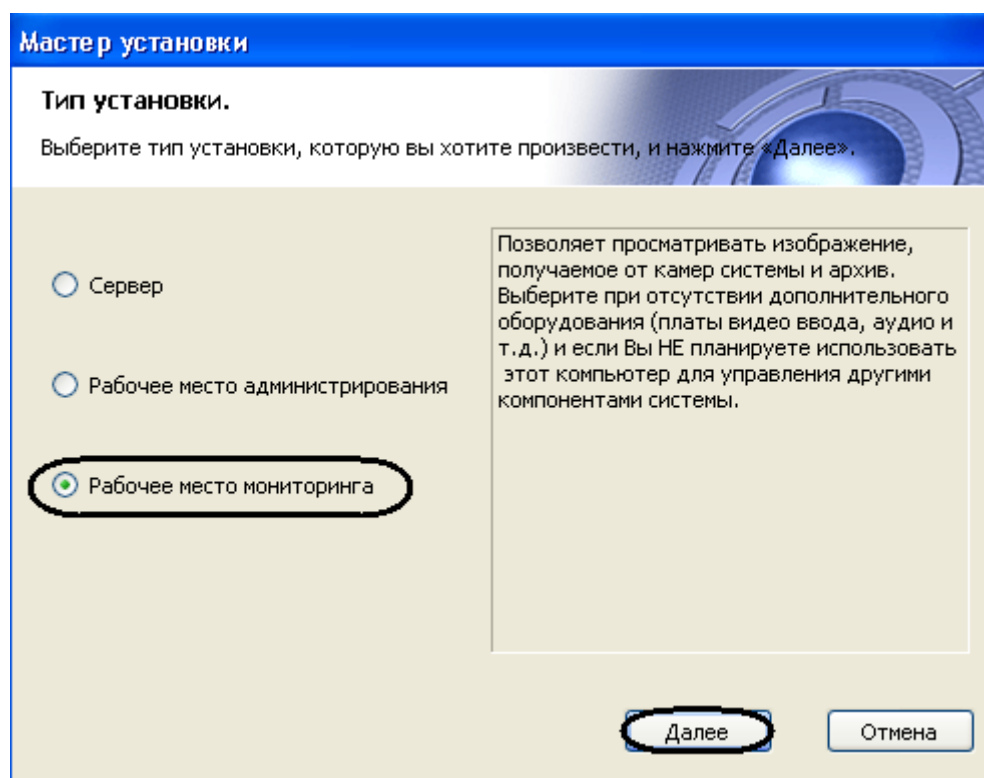 Мастер установки
Тип установки.
Выберите тип установки, которую вы хотите произвести, и нажмите «Далее».
Сервер
Рабочее место администрирования
Рабочее место мониторинга
Позволяет просматривать изображение,
получаемое от камер системы и архив.
Выберите при отсутствии дополнительного
оборудования (платы видео ввода, аудио и
т.д.) и если Вы НЕ планируете использовать
этот компьютер для управления другими
компонентами системы.
Далее
Отмена